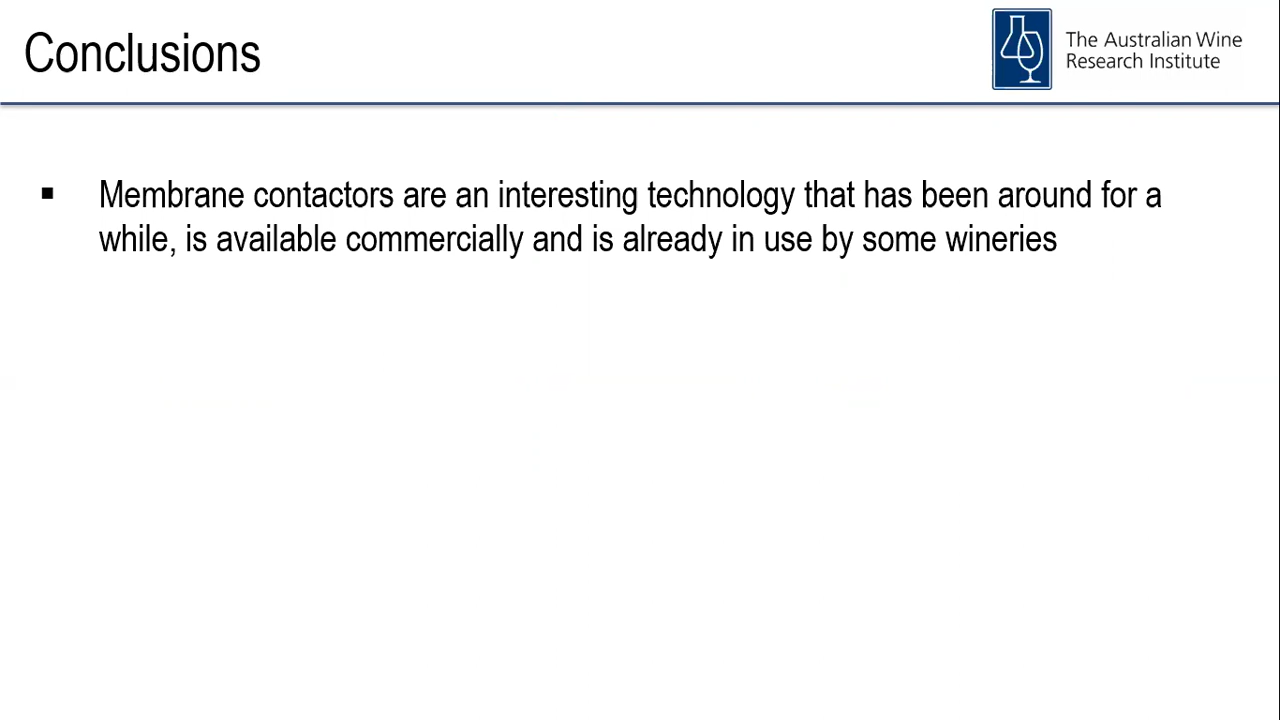 Conclusions
The Australian Wine
Research Institute
▪ Membrane contactors are an interesting technology that has been around for a
while, is available commercially and is already in use by some wineries